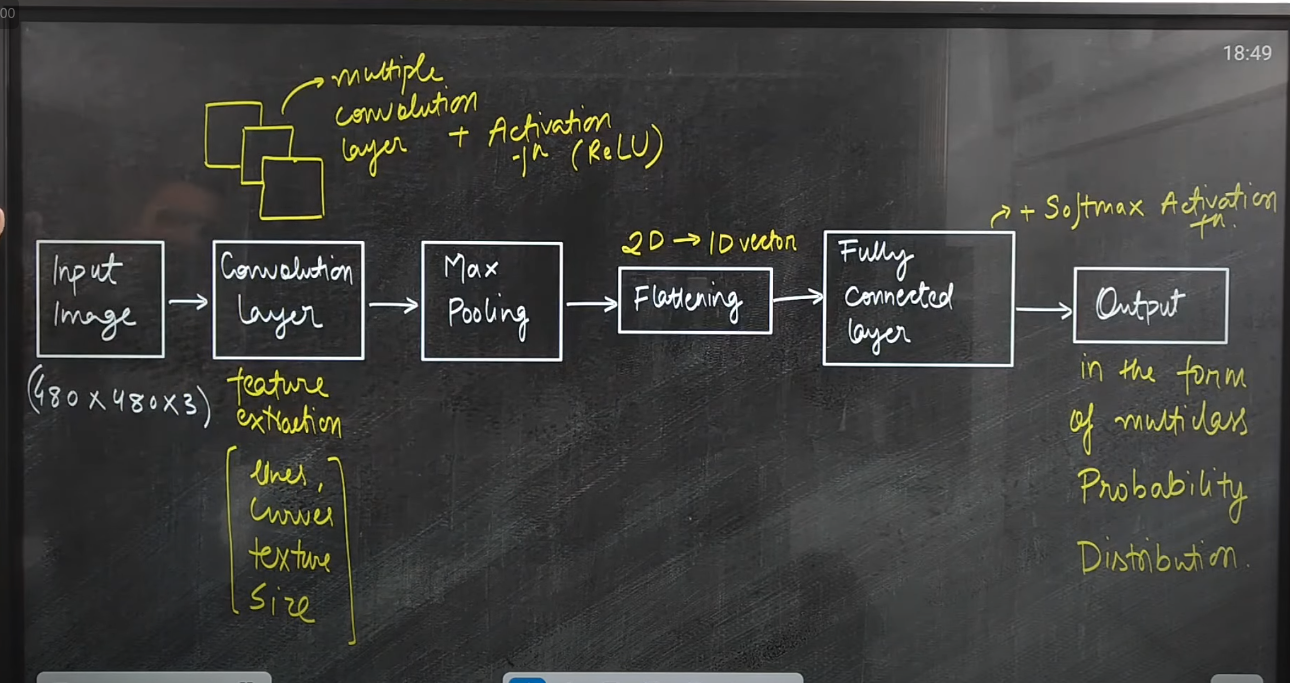 00
18:49
multiple
convolution
layer + Activation
fn (ReLU)
+ Softmax Activation
fn.
Input
Image
Convolution
layer
Max
Pooling
2D → 1D vector
Flattening
Fully
connected
layer
Output
(480 x 480 x 3)
feature
extraction
lines,
Curves
texture
Size
in the form
of multiclass
Probability
Distribution.